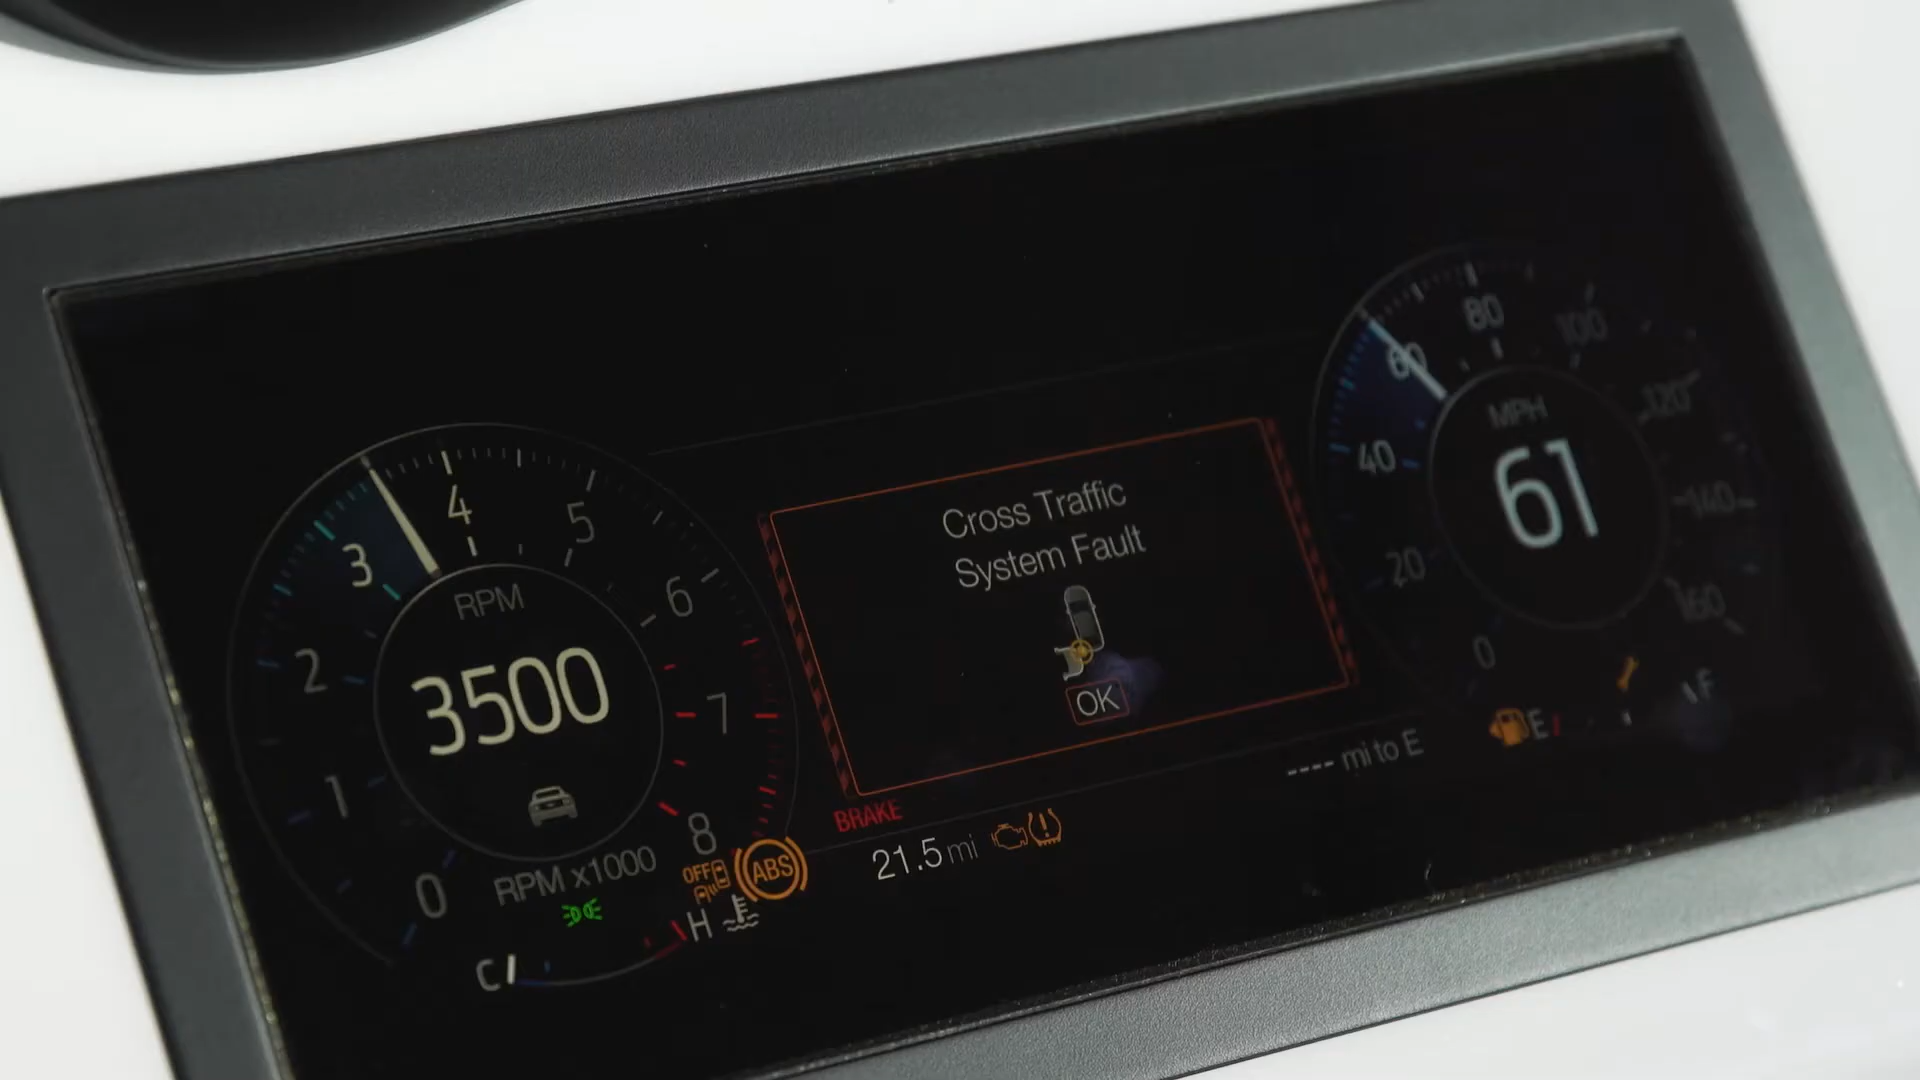 Cross Traffic
System Fault
OK
4
3
5
2
6
1
7
0
8
RPM
3500
RPM x1000
C
H
OFF
ABS
BRAKE
21.5 mi
---- mi to E
E
F
80
60
100
40
120
20
140
0
160
MPH
61